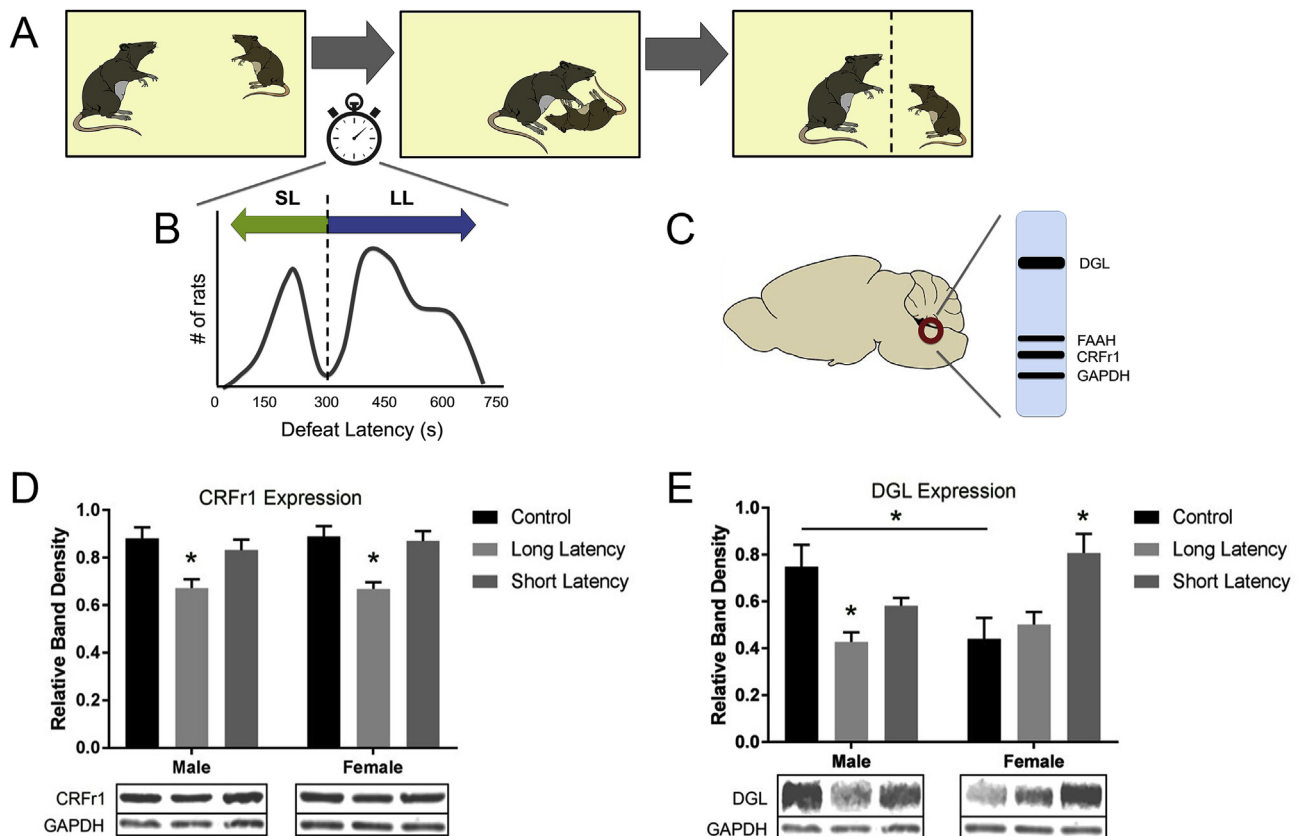 A
SL
LL
B
# of rats
0 150 300 450 600 750
Defeat Latency (s)
C
DGL
FAAH
CRFr1
GAPDH
D
CRFr1 Expression
Relative Band Density
1.0
0.8
0.6
0.4
0.2
0.0
*
*
Male
Female
Control
Long Latency
Short Latency
CRFr1
GAPDH
E
DGL Expression
Relative Band Density
1.0
0.8
0.6
0.4
0.2
0.0
*
*
*
Male
Female
Control
Long Latency
Short Latency
DGL
GAPDH